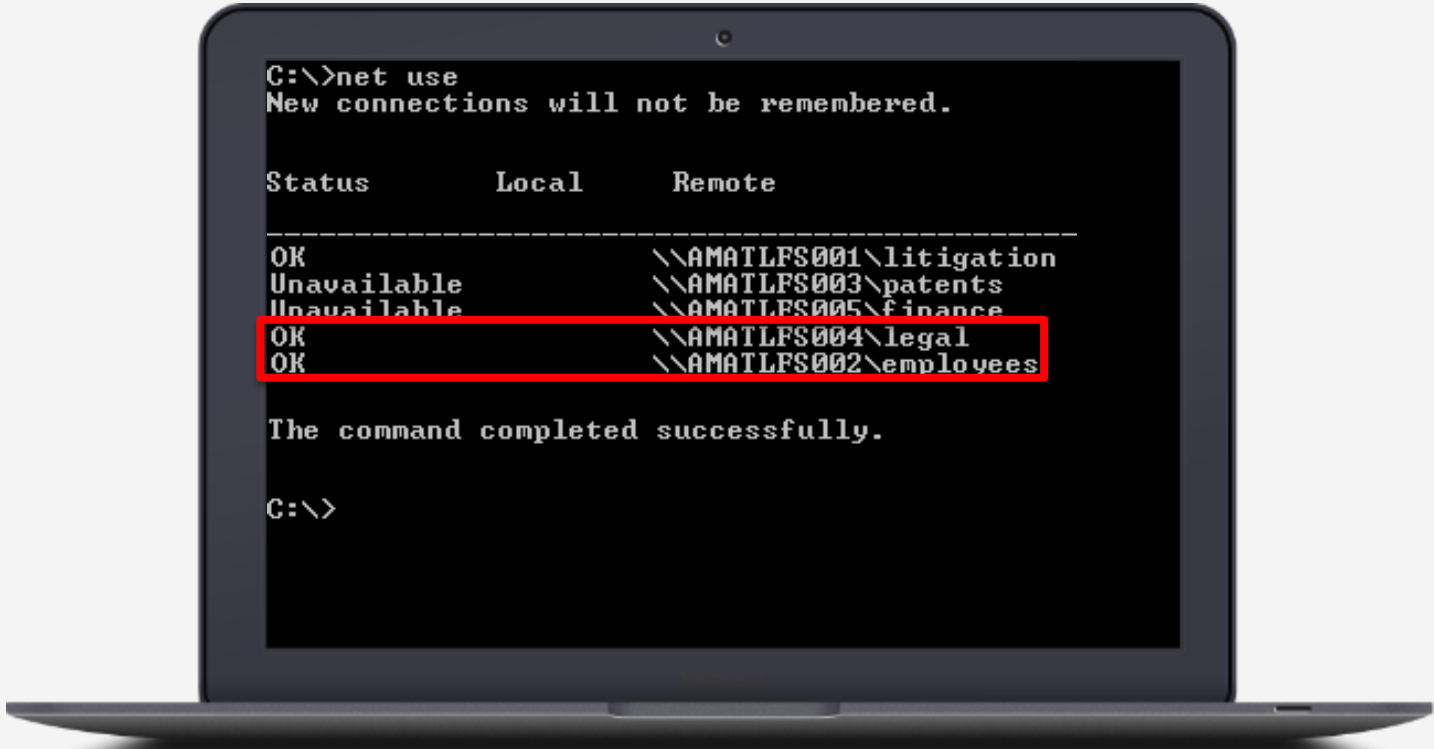 C:\>net use
New connections will not be remembered.
Status Local Remote
OK \\AMATLFS001\litigation
Unavailable \\AMATLFS003\patents
Unavailable \\AMATLFS005\finance
OK \\AMATLFS004\legal
OK \\AMATLFS002\employees
The command completed successfully.
C:\>